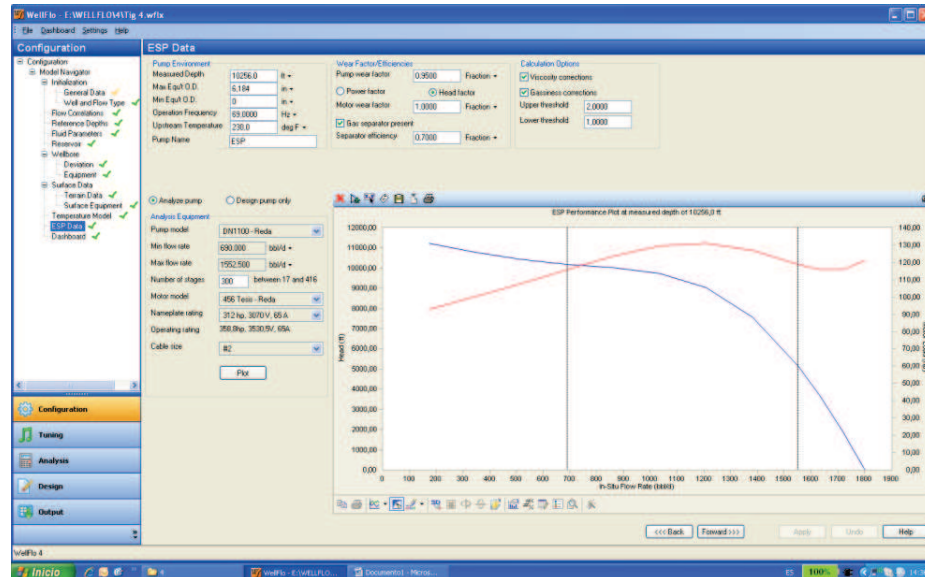 WellFlo - E:\WELLFLO\4\Tig 4.wflx
File Dashboard Settings Help
Configuration
ESP Data
Configuration
Model Navigator
Initialization
General Data
Well and Flow Type
Flow Correlations
Reference Depths
Fluid Parameters
Reservoir
Wellbore
Deviation
Equipment
Surface Data
Terrain Data
Surface Equipment
Temperature Model
ESP Data
Dashboard
Configuration
Tuning
Analysis
Design
Output
Pump Environment
Measured Depth 10256.0 ft
Max Eqpt O.D. 6.184 in
Min Eqpt O.D. 0 in
Operation Frequency 69.0000 Hz
Upstream Temperature 230.0 deg F
Pump Name ESP
Wear Factor/Efficiencies
Pump wear factor 0.9500 Fraction
Power factor Head factor
Motor wear factor 1.0000 Fraction
Gas separator present
Separator efficiency 0.7000 Fraction
Calculation Options
Viscosity corrections
Gassiness corrections
Upper threshold 2.0000
Lower threshold 1.0000
Analyze pump Design pump only
Analysis Equipment
Pump model DN1100 - Reda
Min flow rate 690.000 bbl/d
Max flow rate 1552.500 bbl/d
Number of stages 300 between 17 and 416
Motor model 456 Tesis - Reda
Nameplate rating 312 hp, 3070 V, 65 A
Operating rating 358.8hp, 3530.5V, 65A
Cable size #2
Plot
ESP Performance Plot at measured depth of 10256,0 ft
12000,00
11000,00
10000,00
9000,00
8000,00
7000,00
6000,00
5000,00
4000,00
3000,00
2000,00
1000,00
0,00
Head (ft)
140,00
130,00
120,00
110,00
100,00
90,00
80,00
70,00
60,00
50,00
40,00
30,00
20,00
10,00
0,00
0 100 200 300 400 500 600 700 800 900 1000 1100 1200 1300 1400 1500 1600 1700 1800 1900
In-Situ Flow Rate (bbl/d)
<<< Back Forward >>> Apply Undo Help
WellFlo 4
Inicio
4
WellFlo - E:\WELLFLO...
Documento1 - Micros...
ES 100%